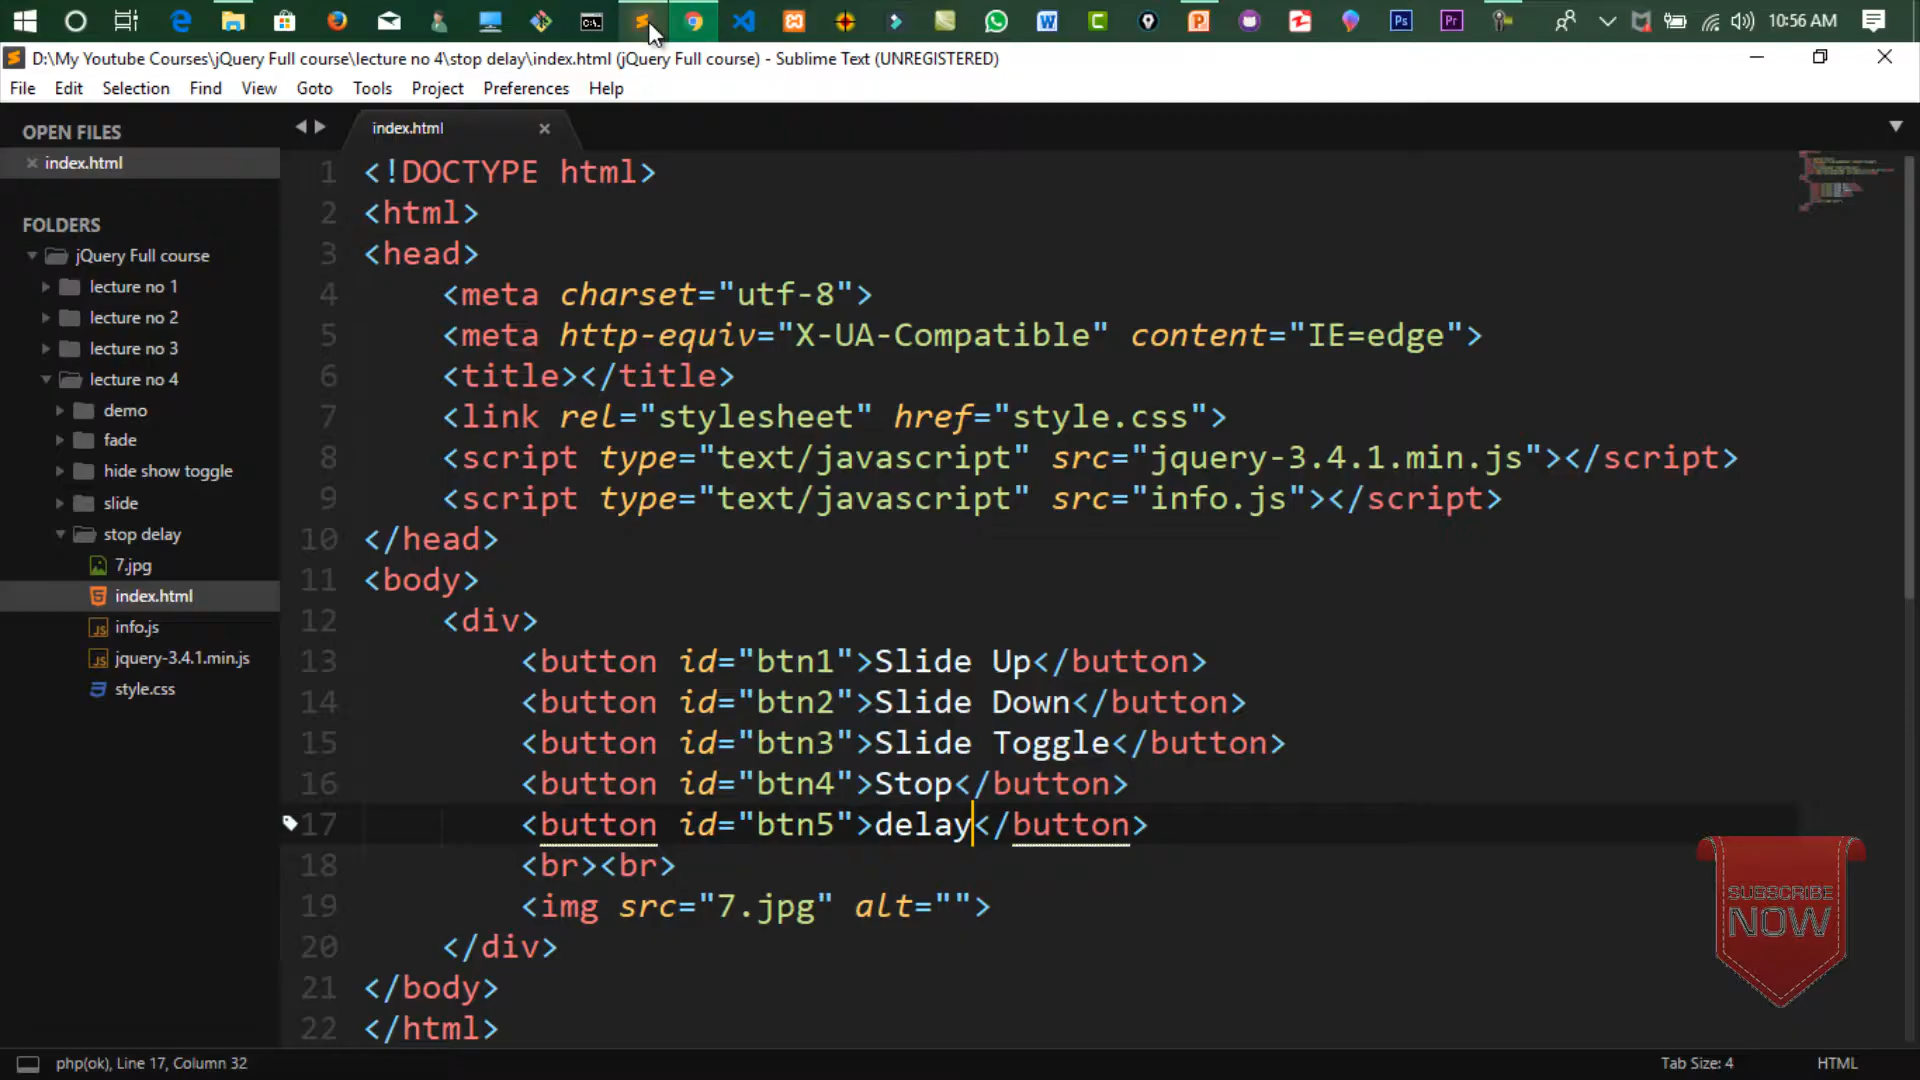 10:56 AM
D:\My Youtube Courses\jQuery Full course\lecture no 4\stop delay\index.html (jQuery Full course) - Sublime Text (UNREGISTERED)
File Edit Selection Find View Goto Tools Project Preferences Help
OPEN FILES
index.html
FOLDERS
jQuery Full course
lecture no 1
lecture no 2
lecture no 3
lecture no 4
demo
fade
hide show toggle
slide
stop delay
7.jpg
index.html
info.js
jquery-3.4.1.min.js
style.css
index.html
1 <!DOCTYPE html>
2 <html>
3 <head>
4 <meta charset="utf-8">
5 <meta http-equiv="X-UA-Compatible" content="IE=edge">
6 <title></title>
7 <link rel="stylesheet" href="style.css">
8 <script type="text/javascript" src="jquery-3.4.1.min.js"></script>
9 <script type="text/javascript" src="info.js"></script>
10 </head>
11 <body>
12 <div>
13 <button id="btn1">Slide Up</button>
14 <button id="btn2">Slide Down</button>
15 <button id="btn3">Slide Toggle</button>
16 <button id="btn4">Stop</button>
17 <button id="btn5">delay</button>
18 <br><br>
19 <img src="7.jpg" alt="">
20 </div>
21 </body>
22 </html>
SUBSCRIBE
NOW
php(ok), Line 17, Column 32
Tab Size: 4
HTML